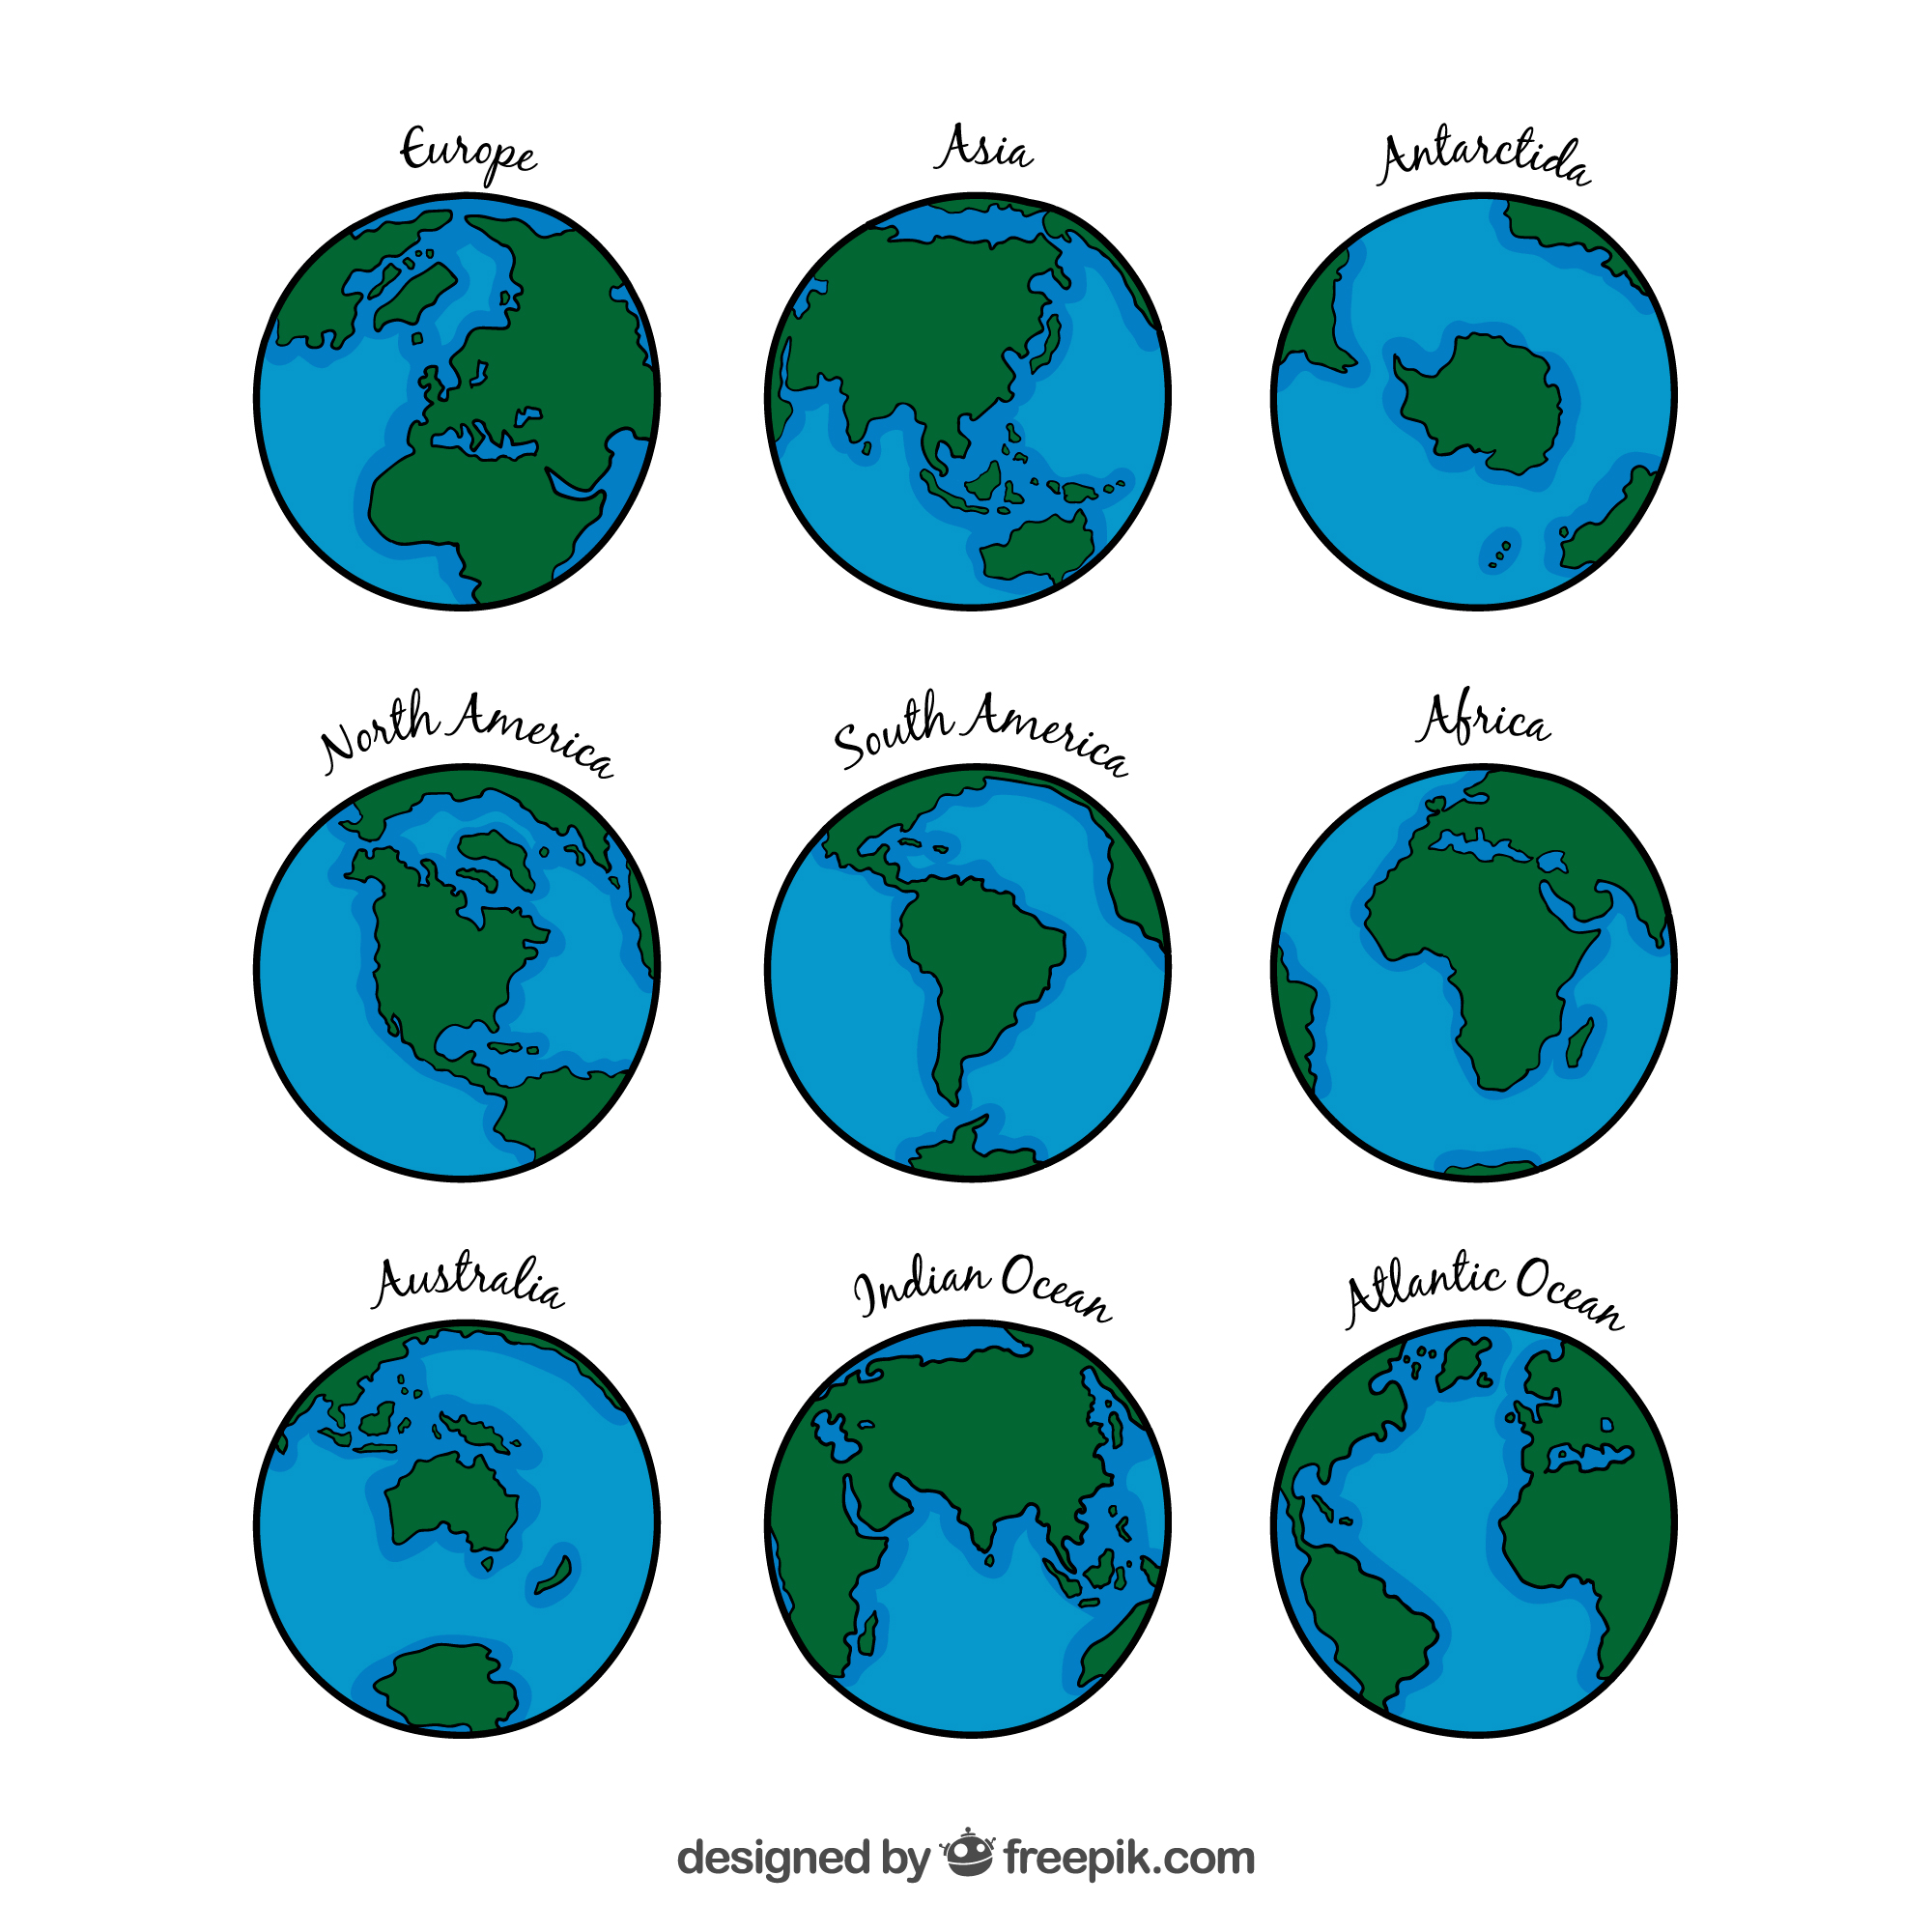 Europe
Asia
Antarctida
North America
South America
Africa
Australia
Indian Ocean
Atlantic Ocean
designed by freepik.com